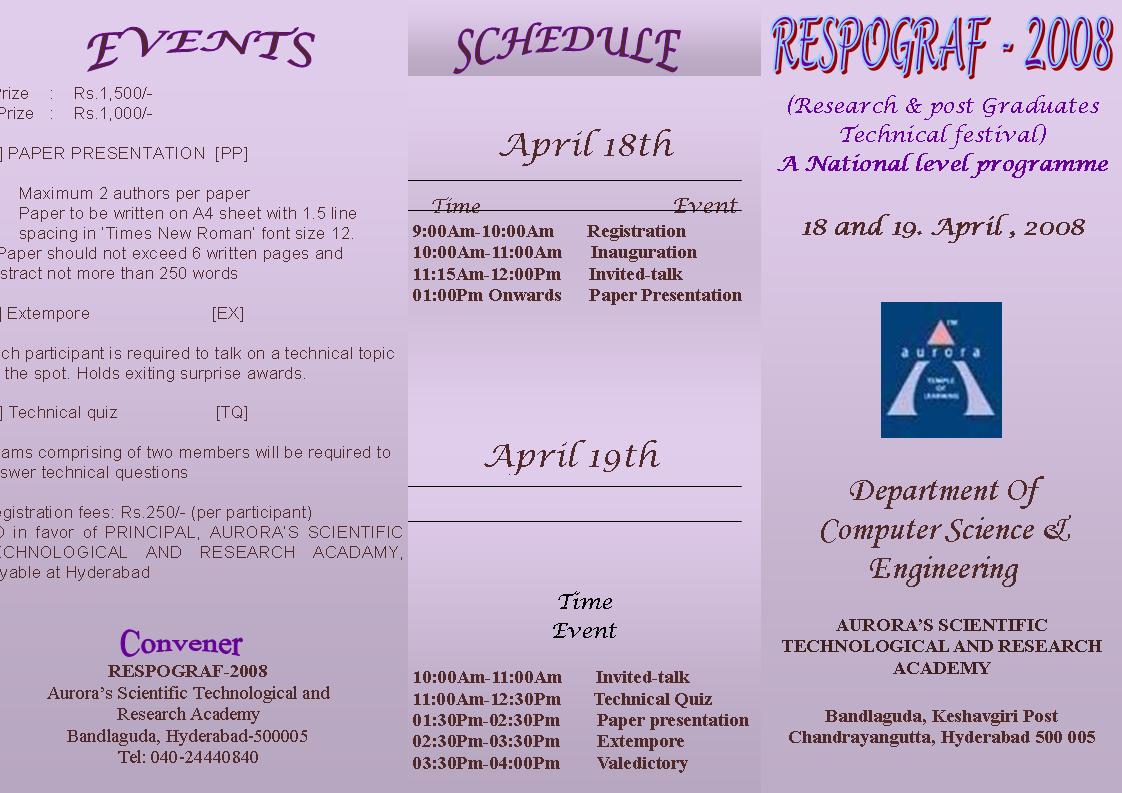 EVENTS
rize : Rs.1,500/-
Prize : Rs.1,000/-
] PAPER PRESENTATION [PP]
Maximum 2 authors per paper
Paper to be written on A4 sheet with 1.5 line
spacing in ‘Times New Roman’ font size 12.
Paper should not exceed 6 written pages and
stract not more than 250 words
] Extempore [EX]
ch participant is required to talk on a technical topic
the spot. Holds exiting surprise awards.
] Technical quiz [TQ]
ams comprising of two members will be required to
swer technical questions
egistration fees: Rs.250/- (per participant)
D in favor of PRINCIPAL, AURORA’S SCIENTIFIC
ECHNOLOGICAL AND RESEARCH ACADAMY,
yable at Hyderabad
Convener
RESPOGRAF-2008
Aurora’s Scientific Technological and
Research Academy
Bandlaguda, Hyderabad-500005
Tel: 040-24440840
SCHEDULE
April 18th
Time Event
9:00Am-10:00Am Registration
10:00Am-11:00Am Inauguration
11:15Am-12:00Pm Invited-talk
01:00Pm Onwards Paper Presentation
April 19th
Time
Event
10:00Am-11:00Am Invited-talk
11:00Am-12:30Pm Technical Quiz
01:30Pm-02:30Pm Paper presentation
02:30Pm-03:30Pm Extempore
03:30Pm-04:00Pm Valedictory
RESPOGRAF - 2008
(Research & post Graduates
Technical festival)
A National level programme
18 and 19. April , 2008
TM
aurora
TEMPLE
OF
LEARNING
Department Of
Computer Science &
Engineering
AURORA’S SCIENTIFIC
TECHNOLOGICAL AND RESEARCH
ACADEMY
Bandlaguda, Keshavgiri Post
Chandrayangutta, Hyderabad 500 005